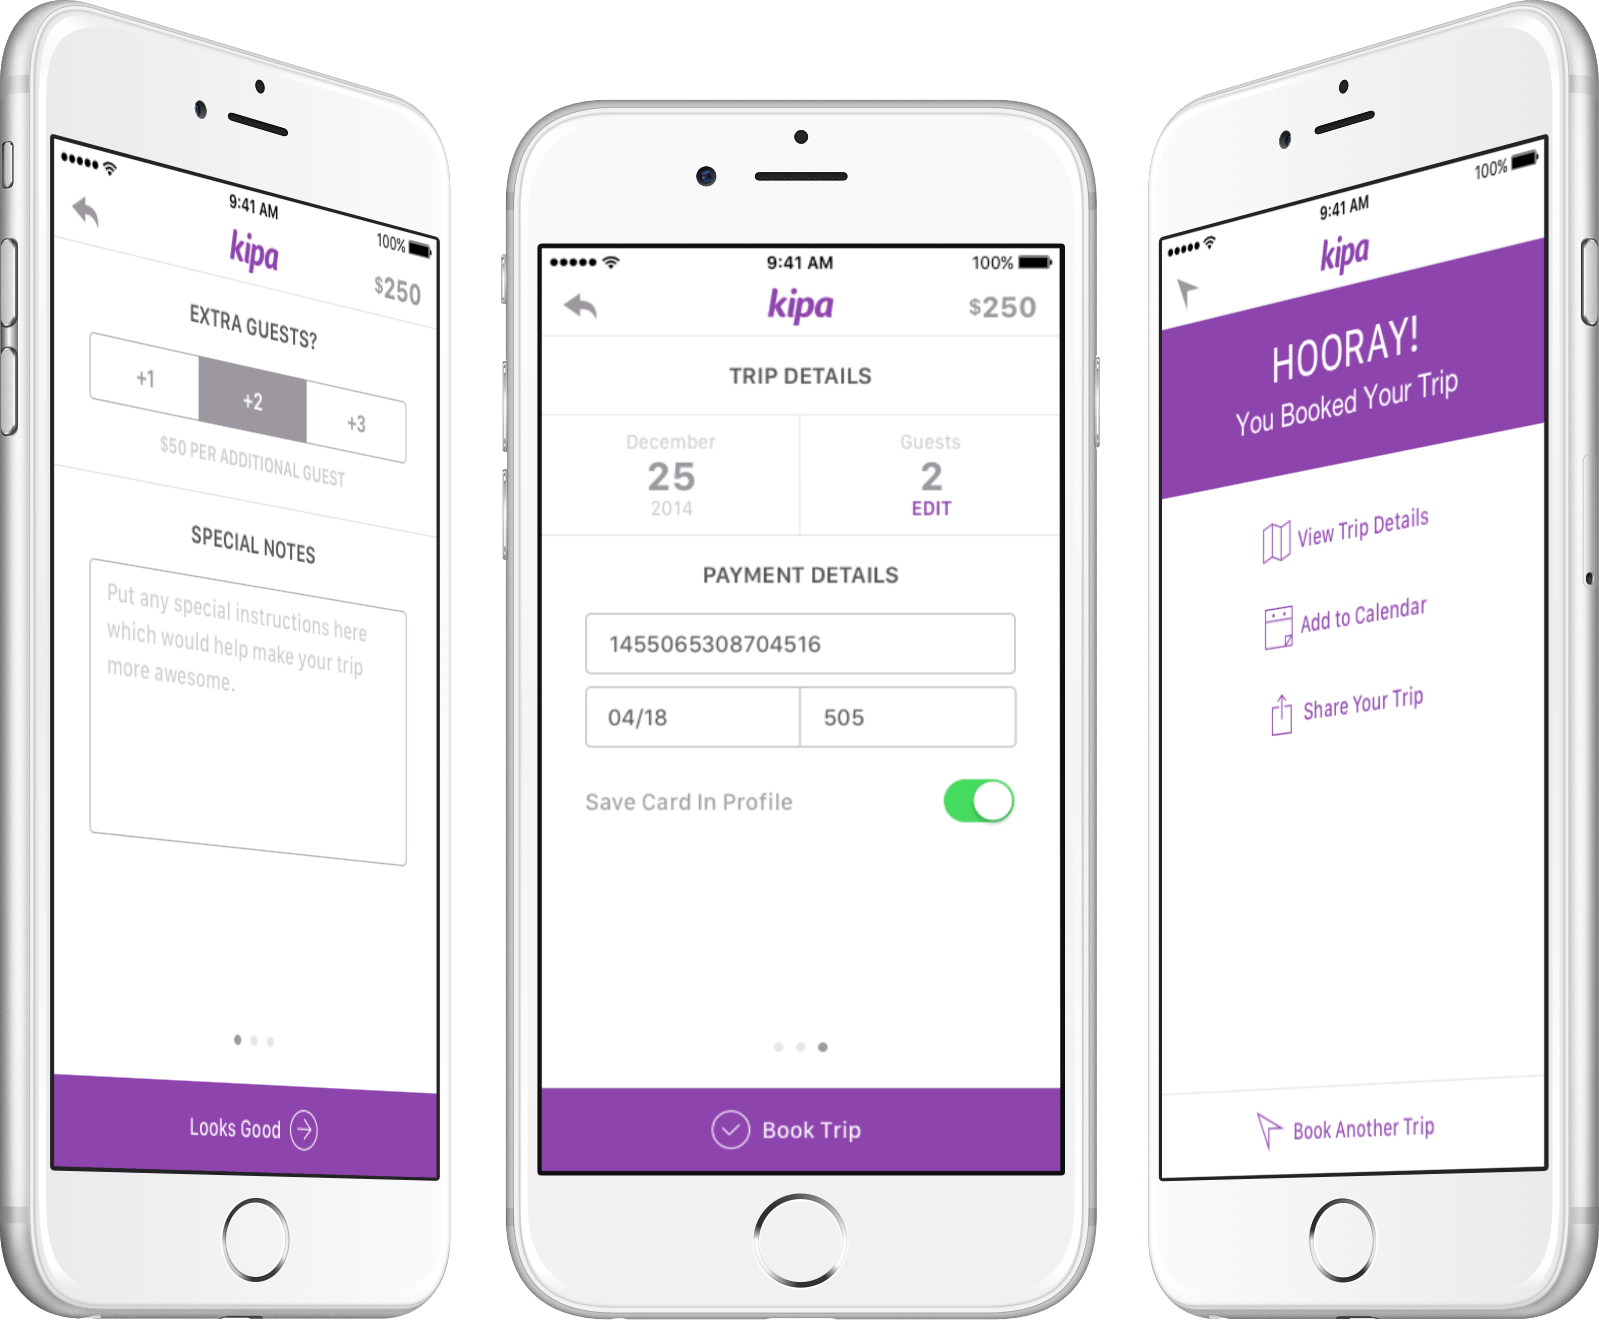 9:41 AM
100%
kipa
$250
EXTRA GUESTS?
+1 +2 +3
$50 PER ADDITIONAL GUEST
SPECIAL NOTES
Put any special instructions here
which would help make your trip
more awesome.
Looks Good
9:41 AM 100%
kipa $250
TRIP DETAILS
December
25
2014
Guests
2
EDIT
PAYMENT DETAILS
1455065308704516
04/18 505
Save Card In Profile
Book Trip
100%
9:41 AM
kipa
HOORAY!
You Booked Your Trip
View Trip Details
Add to Calendar
Share Your Trip
Book Another Trip